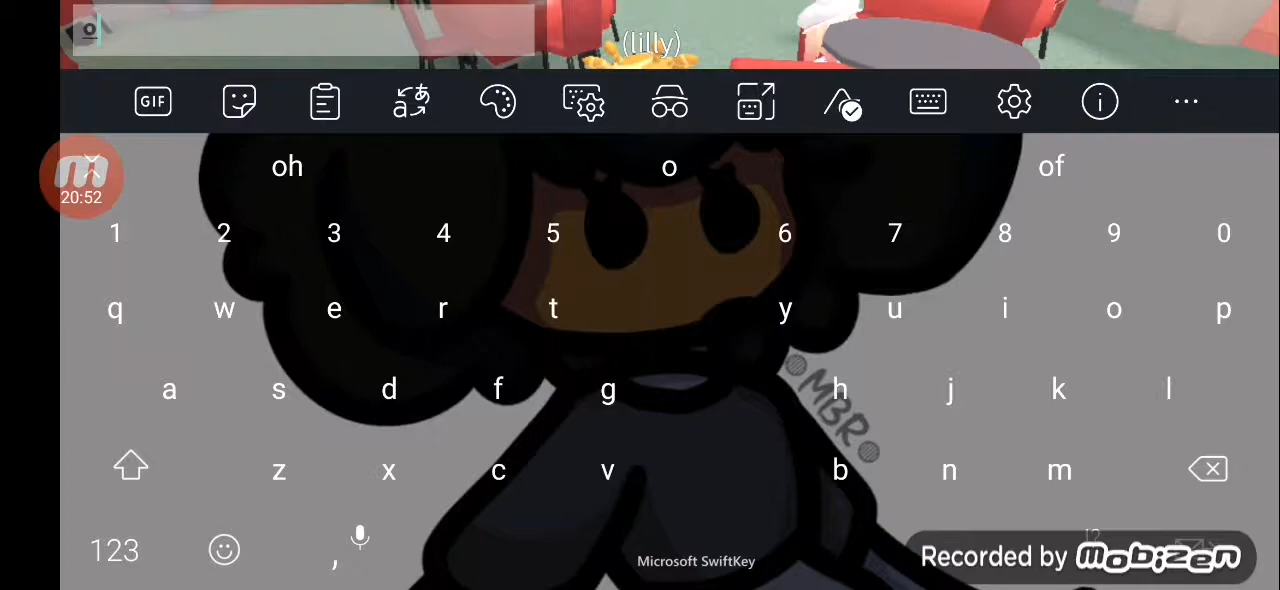 o
(lilly)
GIF
oh o of
m
20:52
1 2 3 4 5 6 7 8 9 0
q w e r t y u i o p
a s d f g h j k l
●MBR●
z x c v b n m
123 , Microsoft SwiftKey !?
Recorded by mobizen